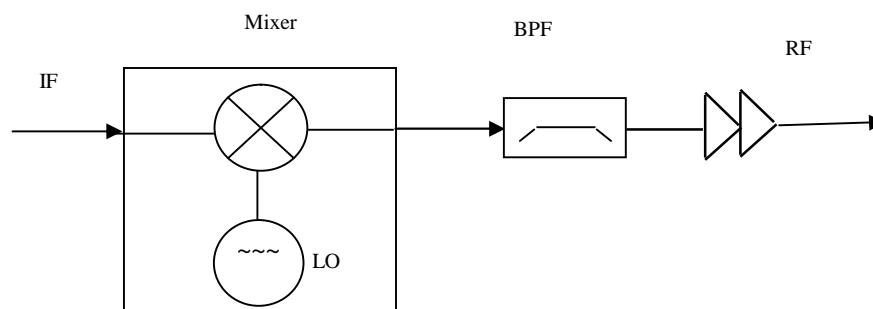 Mixer
BPF
RF
IF
~~~
LO